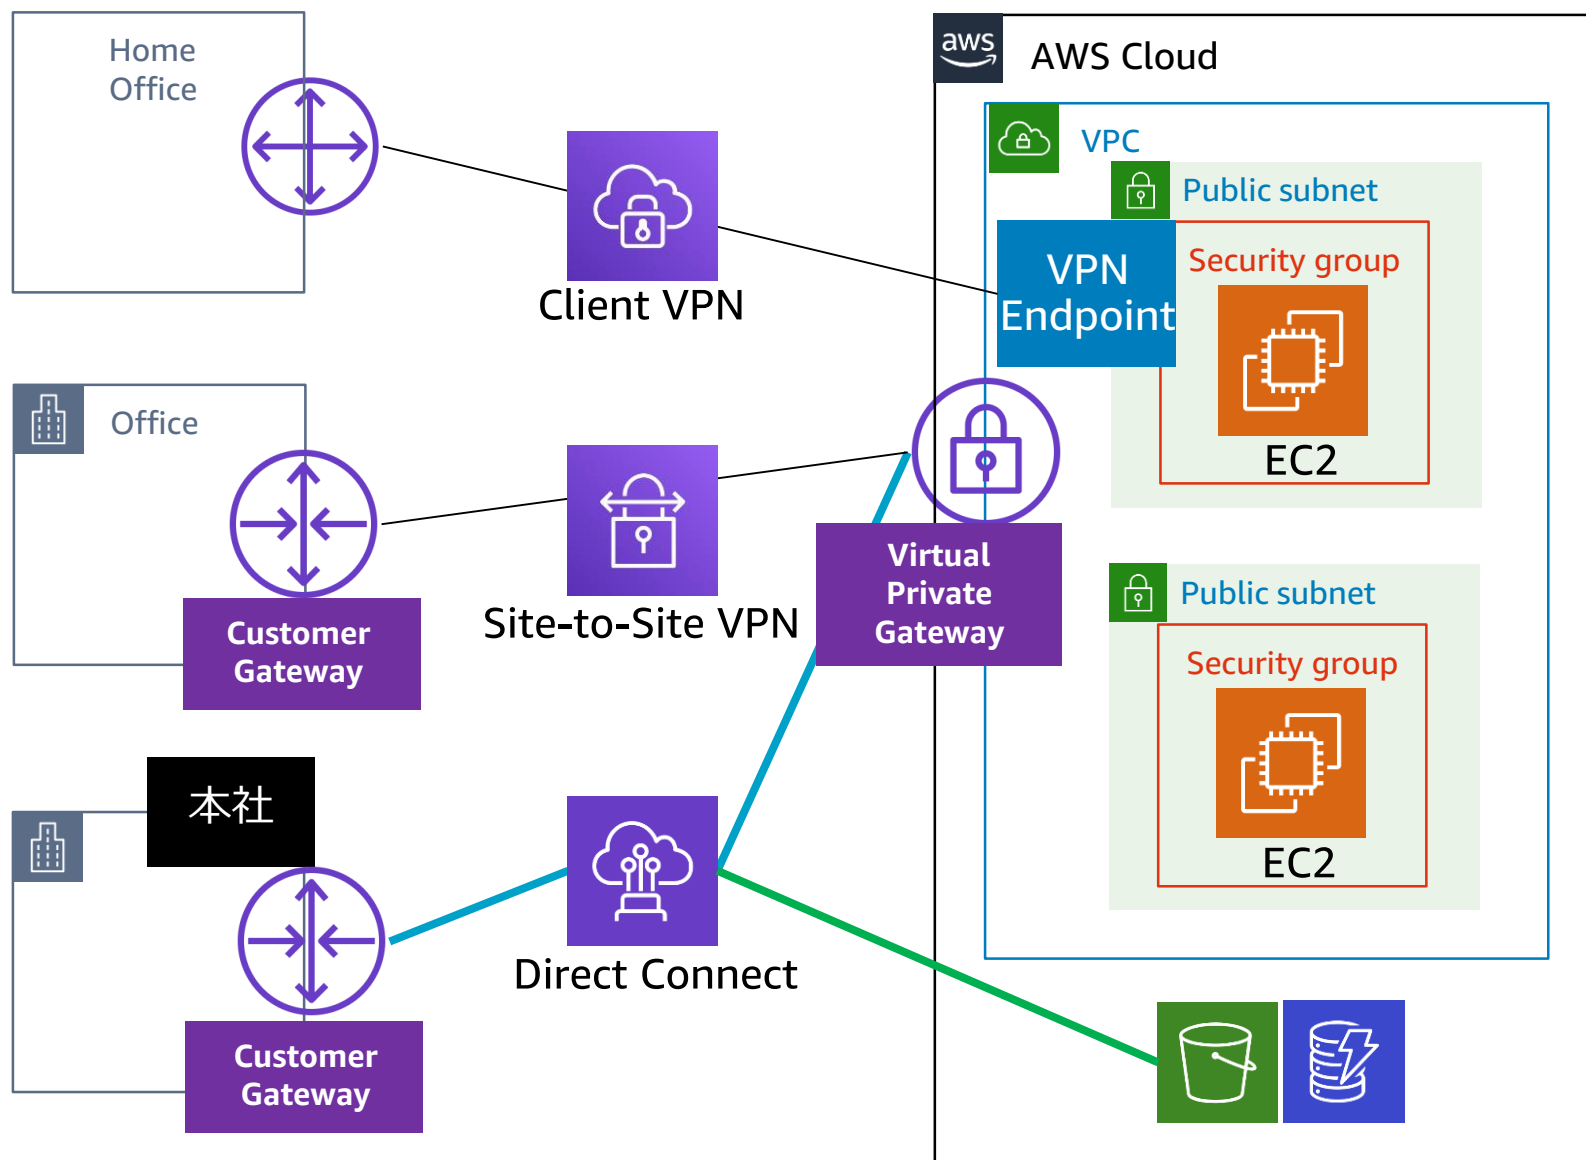 Home
Office
aws
AWS Cloud
VPC
Public subnet
VPN
Endpoint
Security group
EC2
Client VPN
Office
Customer
Gateway
Site-to-Site VPN
Virtual
Private
Gateway
Public subnet
Security group
EC2
本社
Customer
Gateway
Direct Connect